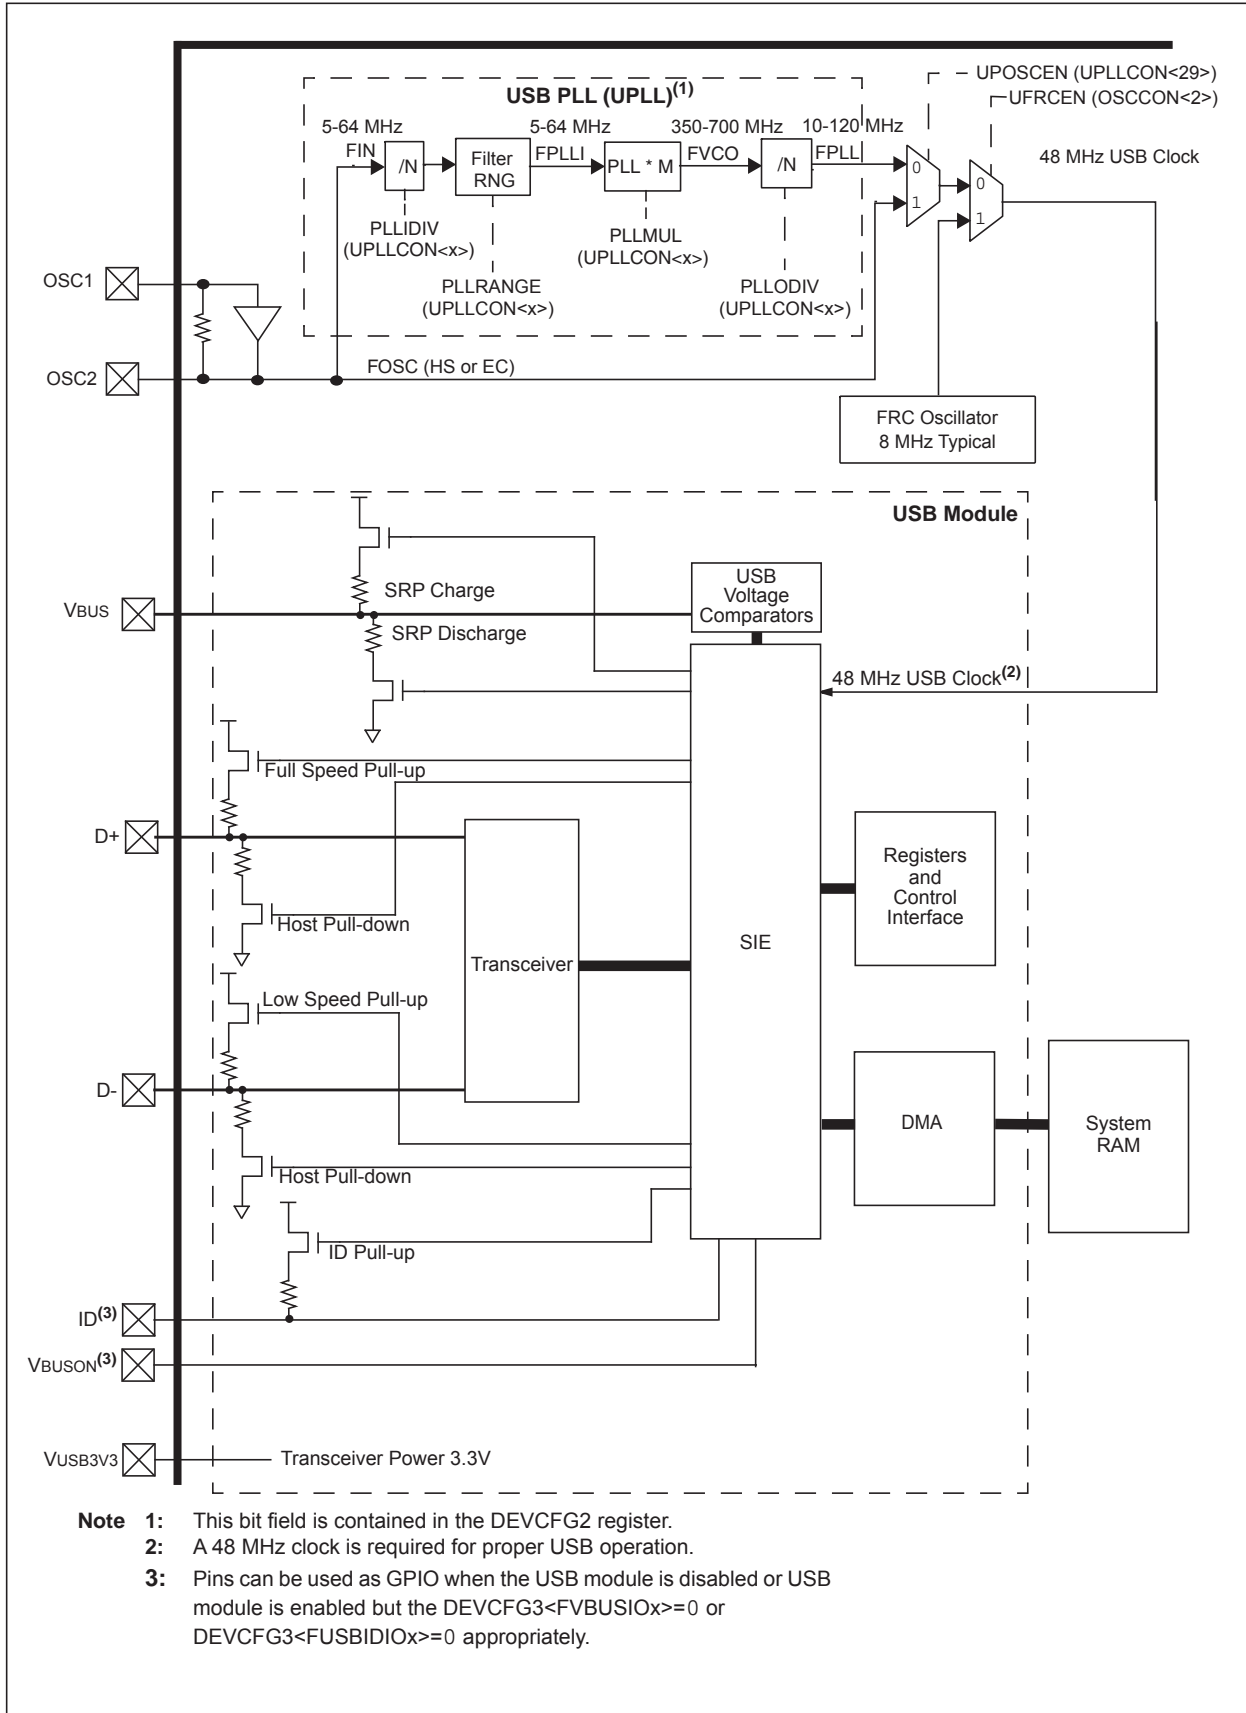 USB PLL (UPLL)(1)
UPOSCEN (UPLLCON<29>)
UFRCEN (OSCCON<2>)
5-64 MHz
5-64 MHz
350-700 MHz
10-120 MHz
FIN
FPLLI
FVCO
FPLL
48 MHz USB Clock
/N
Filter
RNG
PLL * M
/N
0
1
0
1
PLLIDIV
(UPLLCON<x>)
PLLMUL
(UPLLCON<x>)
PLLRANGE
(UPLLCON<x>)
PLLODIV
(UPLLCON<x>)
OSC1
OSC2
FOSC (HS or EC)
FRC Oscillator
8 MHz Typical
USB Module
USB
Voltage
Comparators
SRP Charge
VBUS
SRP Discharge
48 MHz USB Clock(2)
Full Speed Pull-up
D+
Registers
and
Control
Interface
Host Pull-down
SIE
Transceiver
Low Speed Pull-up
D-
DMA
System
RAM
Host Pull-down
ID Pull-up
ID(3)
VBUSON(3)
VUSB3V3
Transceiver Power 3.3V
Note 1: This bit field is contained in the DEVCFG2 register.
2: A 48 MHz clock is required for proper USB operation.
3: Pins can be used as GPIO when the USB module is disabled or USB
module is enabled but the DEVCFG3<FVBUSIOx>=0 or
DEVCFG3<FUSBIDIOx>=0 appropriately.